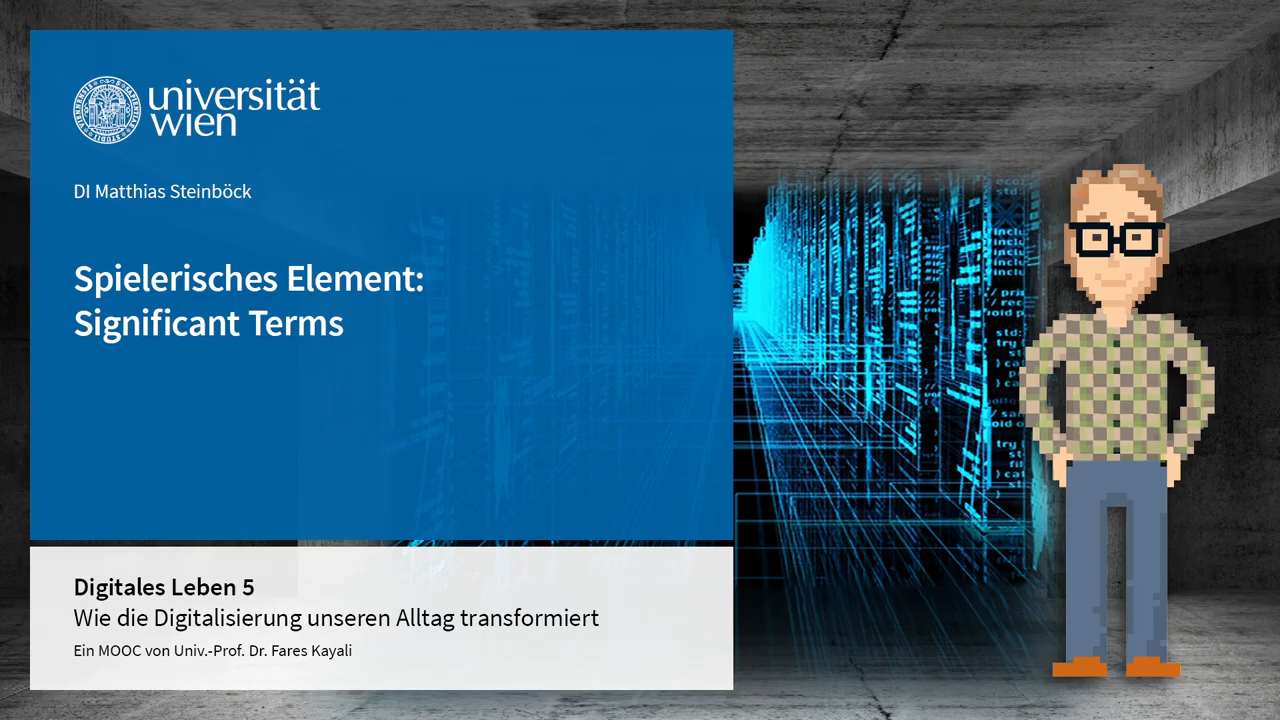 universität
wien
DI Matthias Steinböck
Spielerisches Element:
Significant Terms
Digitales Leben 5
Wie die Digitalisierung unseren Alltag transformiert
Ein MOOC von Univ.-Prof. Dr. Fares Kayali